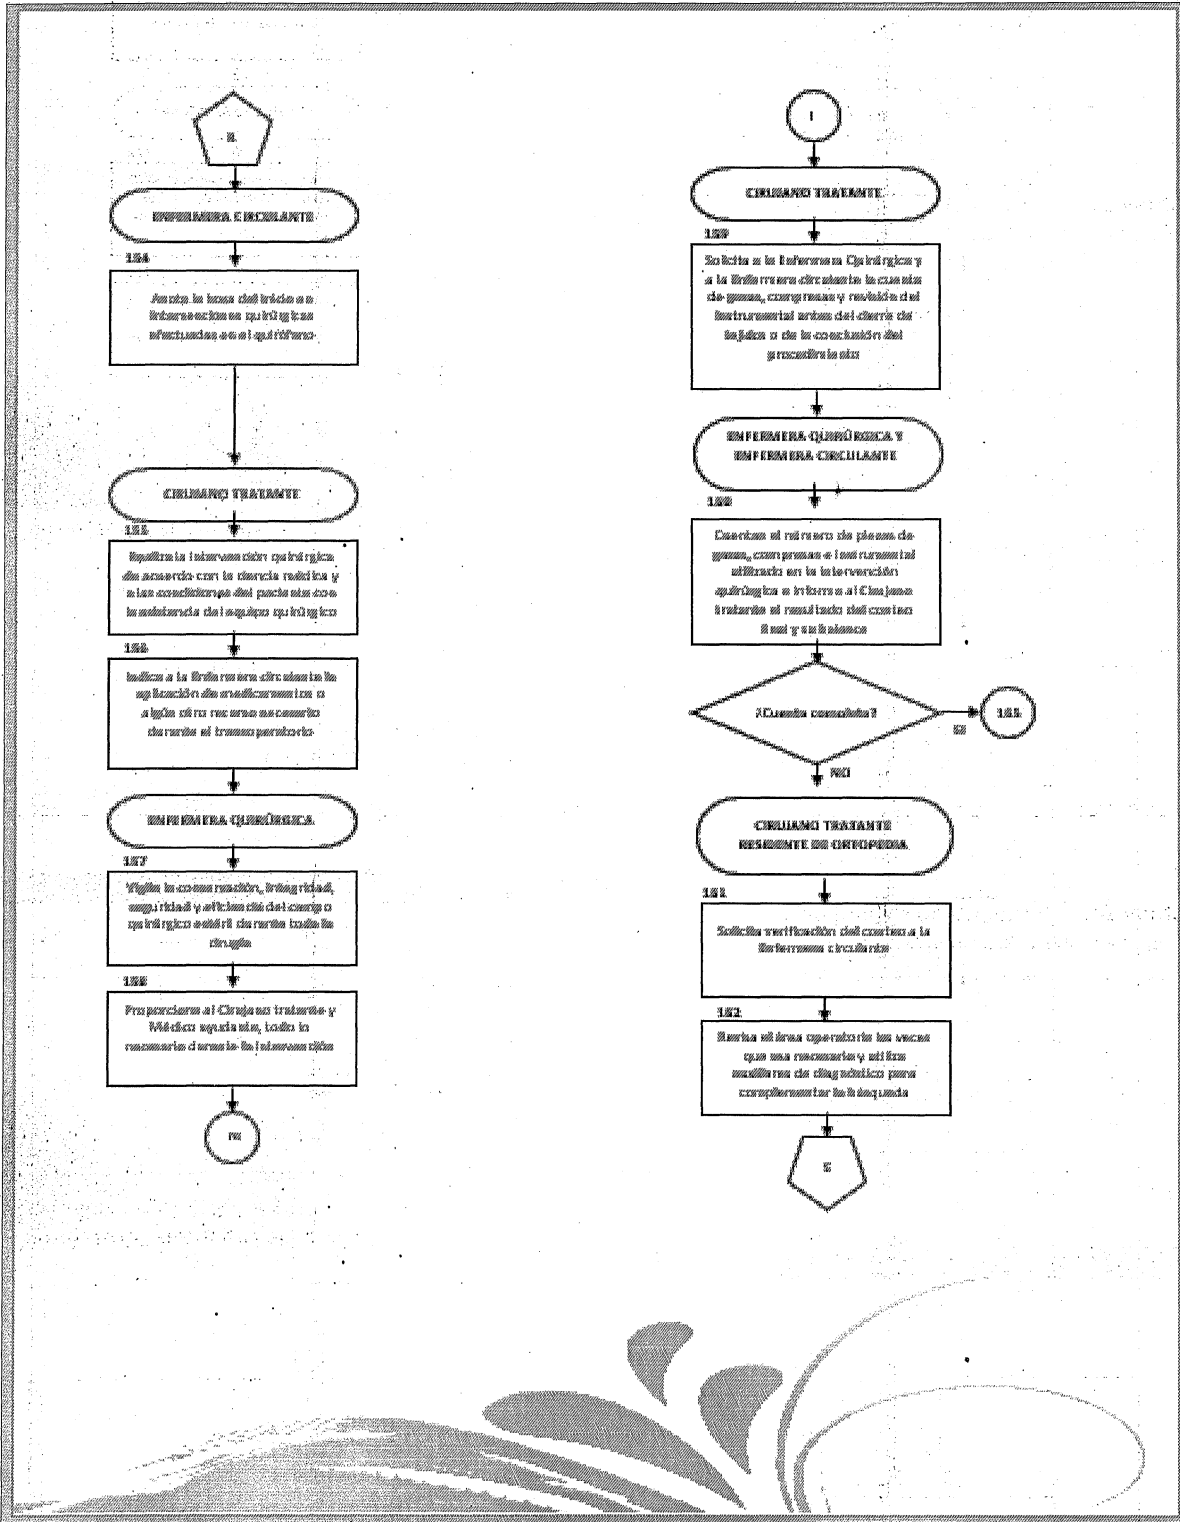 ENFERMERA CIRCULANTE
154
Anota la hora del inicio en
intervenciones quirúrgicas
efectuadas en el quirófano
CIRUJANO TRATANTE
155
Realiza la intervención quirúrgica
de acuerdo con la ciencia médica y
a las condiciones del paciente con
la asistencia del equipo quirúrgico
156
Indica a la Enfermera circulante la
aplicación de medicamentos o
algún otro recurso necesario
durante el transoperatorio
ENFERMERA QUIRÚRGICA
157
Vigila la conservación, integridad,
seguridad y eficiencia del campo
quirúrgico estéril durante toda la
cirugía
158
Proporciona al Cirujano tratante y
Médico ayudante, todo lo
necesario durante la intervención
I
CIRUJANO TRATANTE
159
Solicita a la Enfermera Quirúrgica y
a la Enfermera circulante la cuenta
de gasas, compresas y revisión del
instrumental antes del cierre de
tejidos o de la conclusión del
procedimiento
ENFERMERA QUIRÚRGICA Y
ENFERMERA CIRCULANTE
160
Cuentan el número de piezas de
gasas, compresas e instrumental
utilizado en la intervención
quirúrgica e informa al Cirujano
tratante el resultado del conteo
final y su balance
¿Cuenta completa?
SI
NO
CIRUJANO TRATANTE
RESIDENTE DE ORTOPEDIA
161
Solicita verificación del conteo a la
Enfermera circulante
162
Revisa el área operatoria las veces
que sea necesario y utiliza
auxiliares de diagnóstico para
complementar la búsqueda